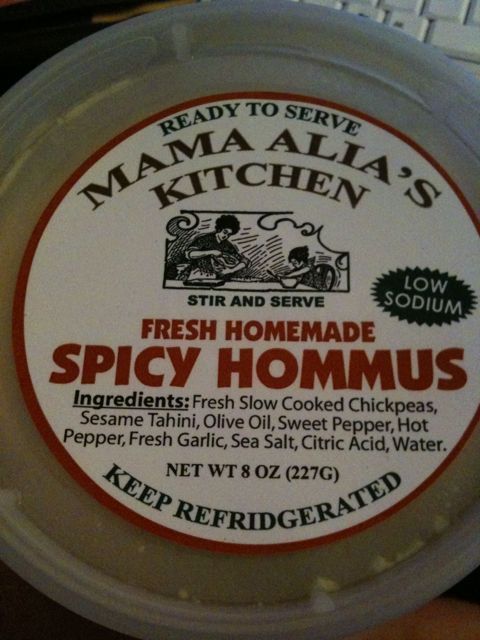 READY TO SERVE
MAMA ALIA'S
KITCHEN
STIR AND SERVE
LOW
SODIUM
FRESH HOMEMADE
SPICY HOMMUS
Ingredients: Fresh Slow Cooked Chickpeas,
Sesame Tahini, Olive Oil, Sweet Pepper, Hot
Pepper, Fresh Garlic, Sea Salt, Citric Acid, Water.
NET WT 8 OZ (227G)
KEEP REFRIDGERATED